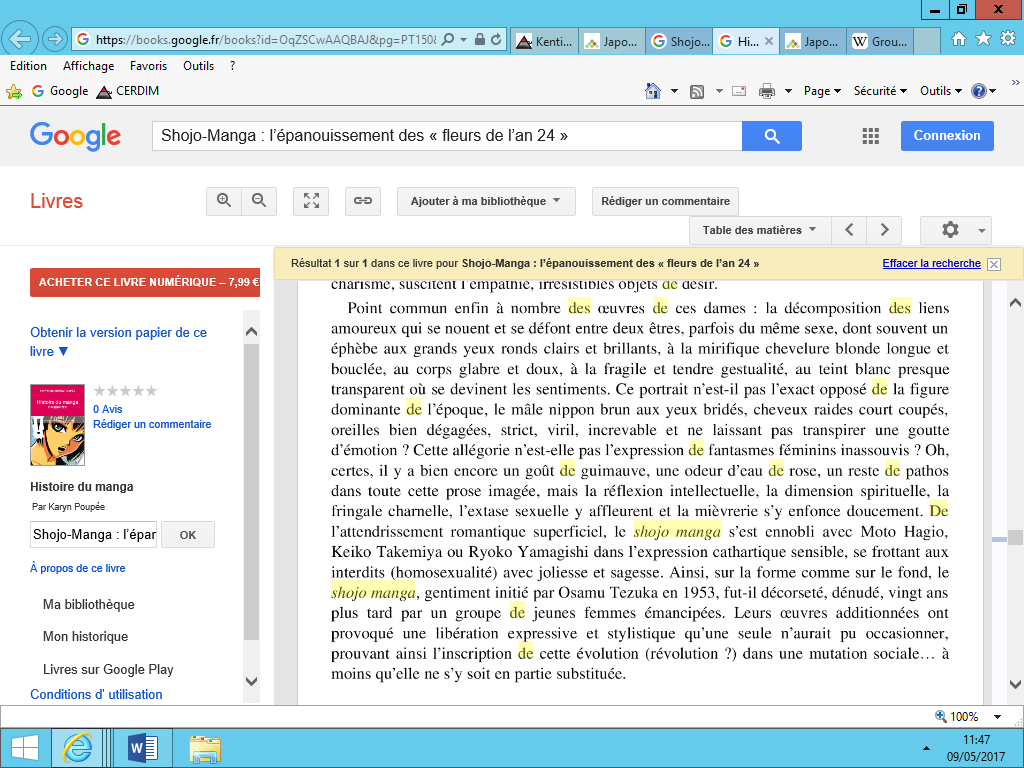 https://books.google.fr/books?id=OqZSCwAAQBAJ&pg=PT150&
Kenti...
Japo...
Shojo...
Hi...
Japo...
Grou...
Edition Affichage Favoris Outils ?
Google CERDIM
Page Sécurité Outils
Google
Shojo-Manga : l’épanouissement des « fleurs de l’an 24 »
Connexion
Livres
Ajouter à ma bibliothèque
Rédiger un commentaire
Table des matières
Résultat 1 sur 1 dans ce livre pour Shojo-Manga : l’épanouissement des « fleurs de l’an 24 »
Effacer la recherche
ACHETER CE LIVRE NUMÉRIQUE – 7,99 €
Obtenir la version papier de ce
livre ▼
Histoire du manga
0 Avis
Rédiger un commentaire
Histoire du manga
Par Karyn Poupée
Shojo-Manga : l’épar
OK
À propos de ce livre
Ma bibliothèque
Mon historique
Livres sur Google Play
Conditions d' utilisation
charisme, suscitent l’empathie, irrésistibles objets de désir.
Point commun enfin à nombre des œuvres de ces dames : la décomposition des liens
amoureux qui se nouent et se défont entre deux êtres, parfois du même sexe, dont souvent un
éphèbe aux grands yeux ronds clairs et brillants, à la mirifique chevelure blonde longue et
bouclée, au corps glabre et doux, à la fragile et tendre gestualité, au teint blanc presque
transparent où se devinent les sentiments. Ce portrait n’est-il pas l’exact opposé de la figure
dominante de l’époque, le mâle nippon brun aux yeux bridés, cheveux raides court coupés,
oreilles bien dégagées, strict, viril, increvable et ne laissant pas transpirer une goutte
d’émotion ? Cette allégorie n’est-elle pas l’expression de fantasmes féminins inassouvis ? Oh,
certes, il y a bien encore un goût de guimauve, une odeur d’eau de rose, un reste de pathos
dans toute cette prose imagée, mais la réflexion intellectuelle, la dimension spirituelle, la
fringale charnelle, l’extase sexuelle y affleurent et la mièvrerie s’y enfonce doucement. De
l’attendrissement romantique superficiel, le shojo manga s’est ennobli avec Moto Hagio,
Keiko Takemiya ou Ryoko Yamagishi dans l’expression cathartique sensible, se frottant aux
interdits (homosexualité) avec joliesse et sagesse. Ainsi, sur la forme comme sur le fond, le
shojo manga, gentiment initié par Osamu Tezuka en 1953, fut-il décorseté, dénudé, vingt ans
plus tard par un groupe de jeunes femmes émancipées. Leurs œuvres additionnées ont
provoqué une libération expressive et stylistique qu’une seule n’aurait pu occasionner,
prouvant ainsi l’inscription de cette évolution (révolution ?) dans une mutation sociale… à
moins qu’elle ne s’y soit en partie substituée.
100%
11:47
09/05/2017